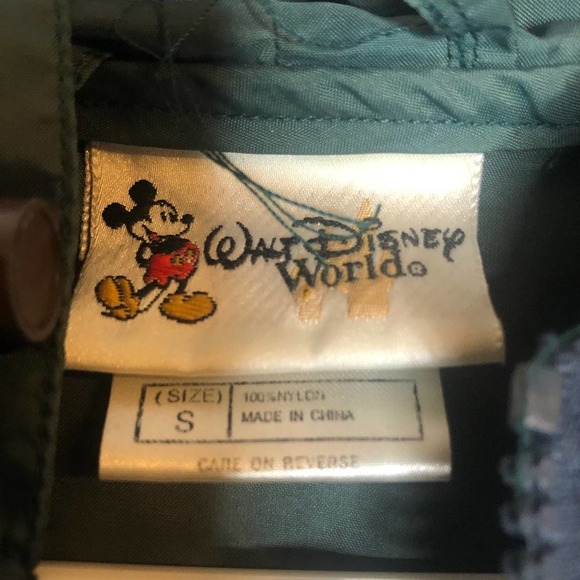 WALT DISNEY
World®
(SIZE)
S
100%NYLON
MADE IN CHINA
CARE ON REVERSE